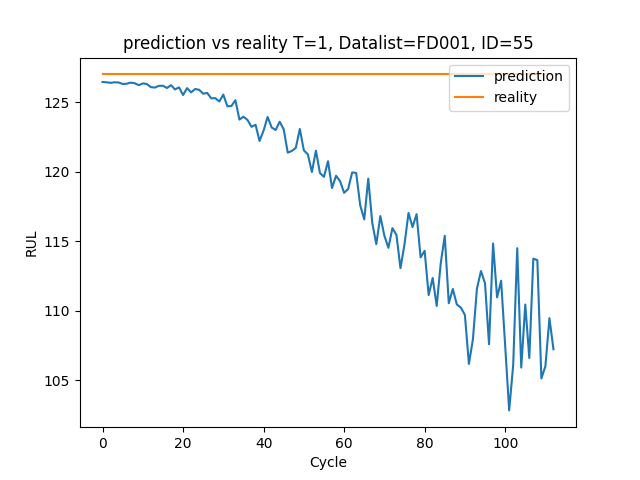 prediction vs reality T=1, Datalist=FD001, ID=55
prediction
reality
RUL
125
120
115
110
105
0 20 40 60 80 100
Cycle